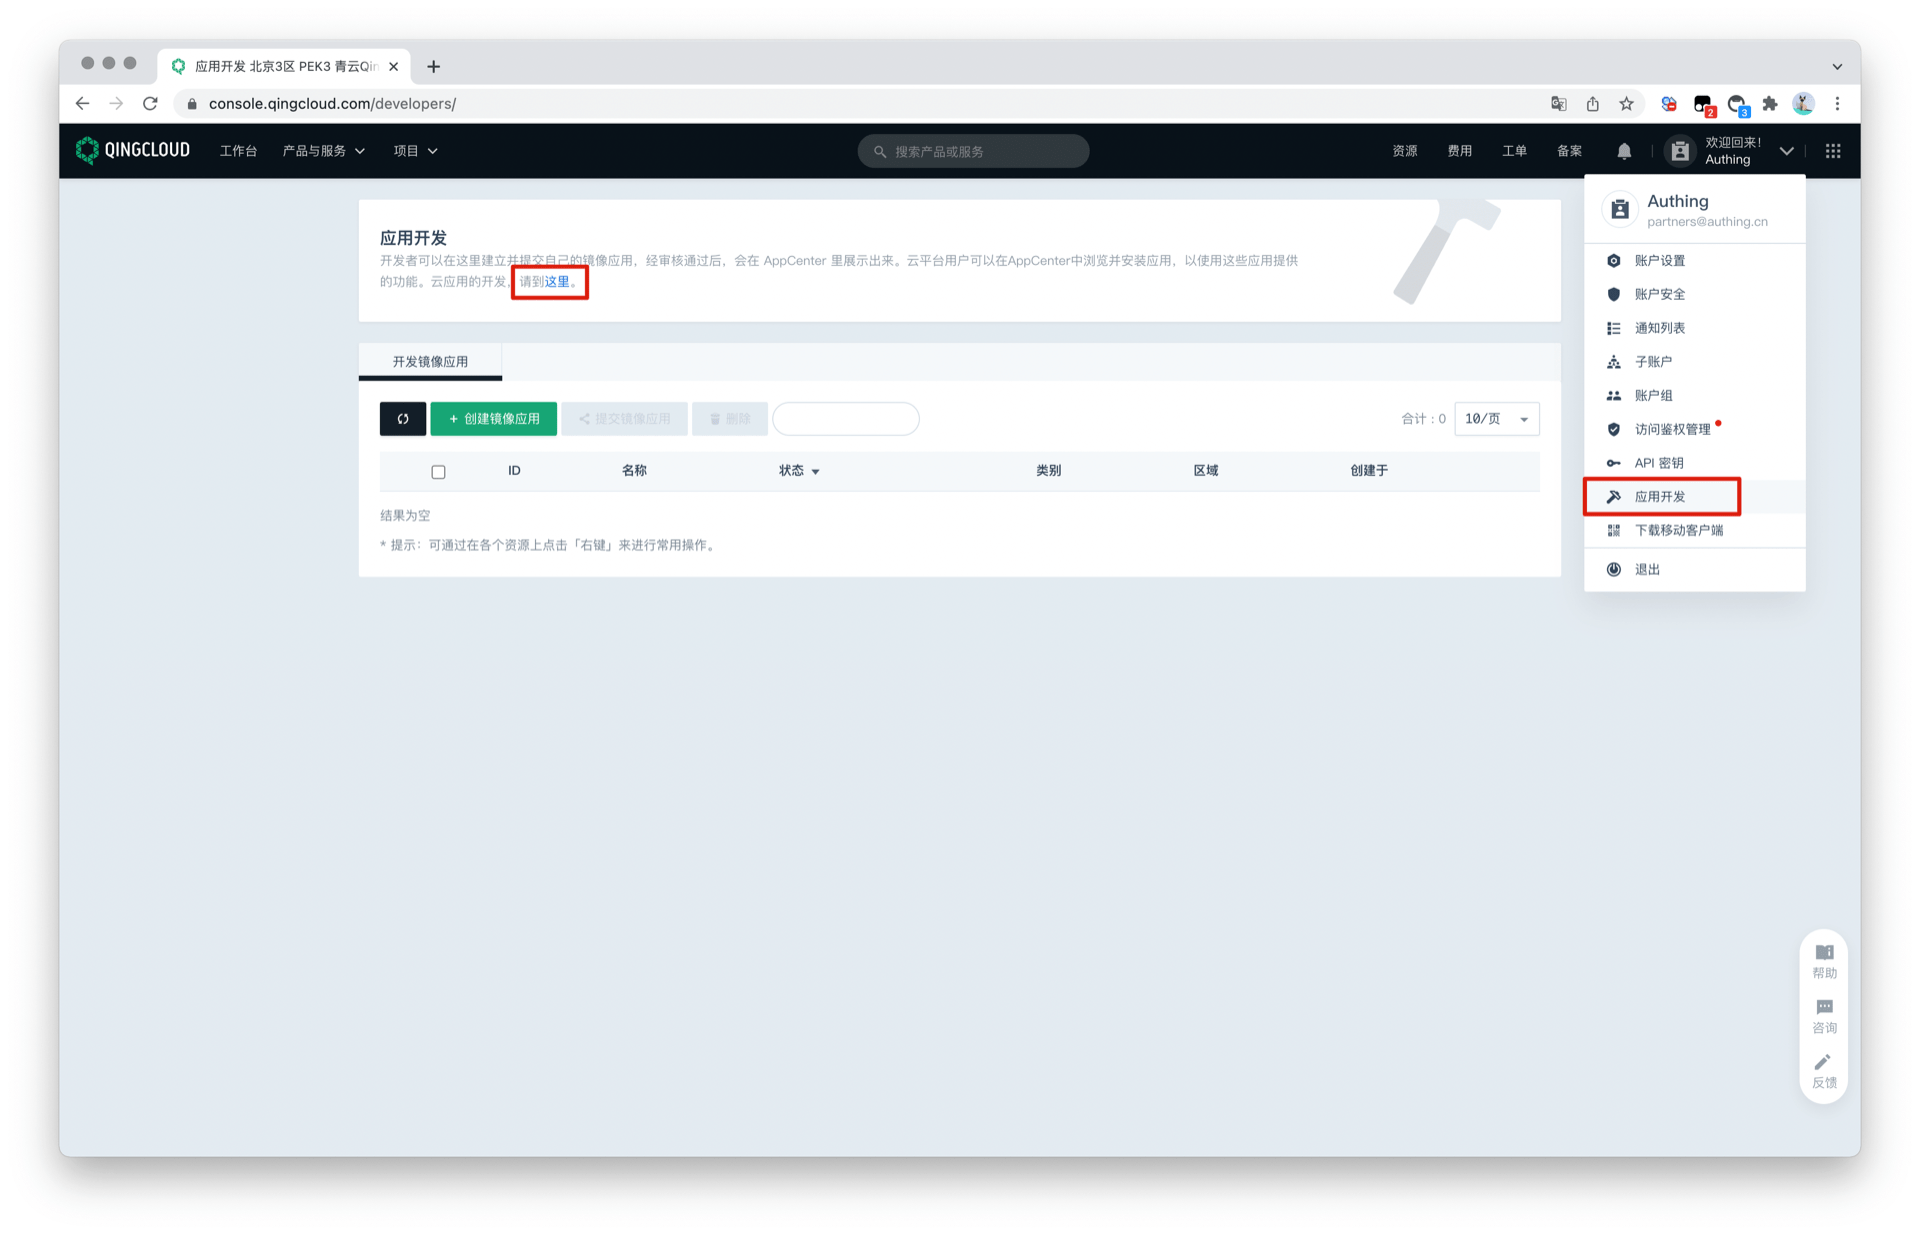 应用开发 北京3区 PEK3 青云Qin
console.qingcloud.com/developers/
2
3
QINGCLOUD
工作台
产品与服务
项目
搜索产品或服务
资源
费用
工单
备案
欢迎回来!
Authing
应用开发
开发者可以在这里建立并提交自己的镜像应用，经审核通过后，会在 AppCenter 里展示出来。云平台用户可以在AppCenter中浏览并安装应用，以使用这些应用提供
的功能。云应用的开发，请到这里。
开发镜像应用
+ 创建镜像应用
提交镜像应用
删除
合计：0
10/页
ID
名称
状态
类别
区域
创建于
结果为空
* 提示：可通过在各个资源上点击「右键」来进行常用操作。
Authing
partners@authing.cn
账户设置
账户安全
通知列表
子账户
账户组
访问鉴权管理
API 密钥
应用开发
下载移动客户端
退出
帮助
咨询
反馈